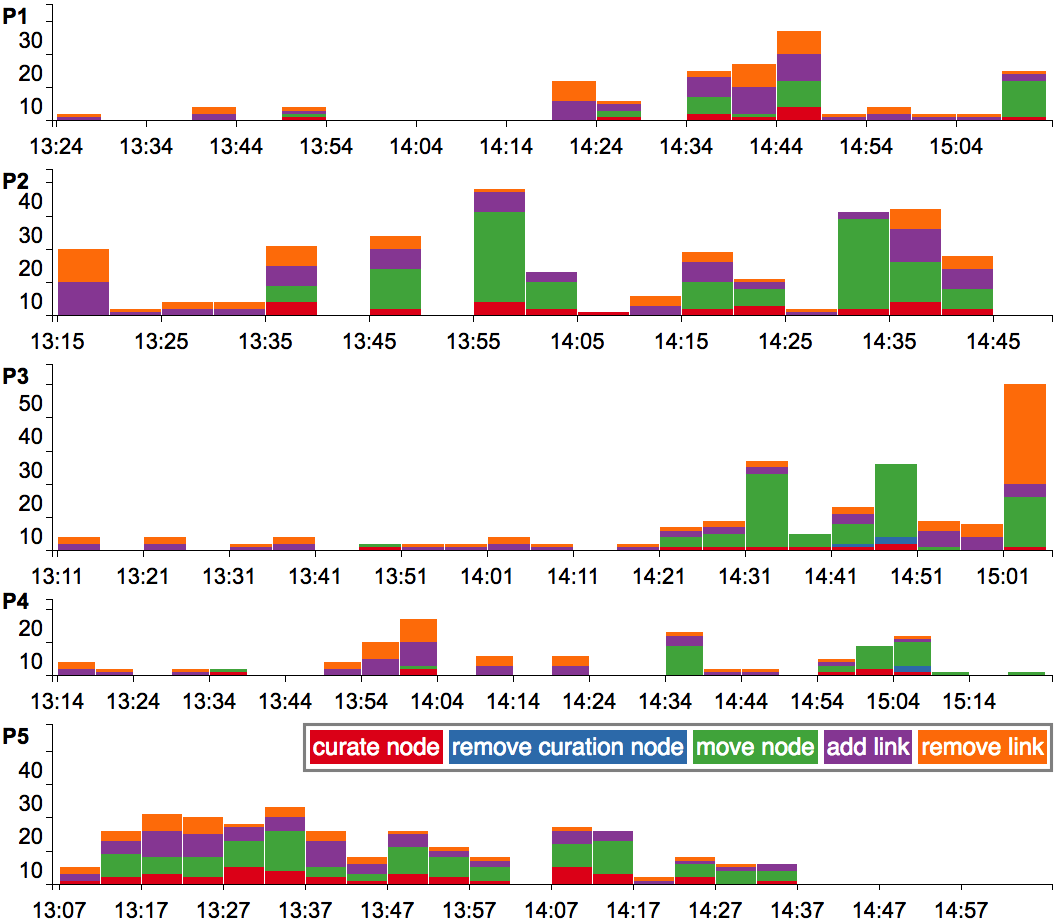 P1
30
20
10
13:24 13:34 13:44 13:54 14:04 14:14 14:24 14:34 14:44 14:54 15:04
P2
40
30
20
10
13:15 13:25 13:35 13:45 13:55 14:05 14:15 14:25 14:35 14:45
P3
50
40
30
20
10
13:11 13:21 13:31 13:41 13:51 14:01 14:11 14:21 14:31 14:41 14:51 15:01
P4
20
10
13:14 13:24 13:34 13:44 13:54 14:04 14:14 14:24 14:34 14:44 14:54 15:04 15:14
P5
curate node remove curation node move node add link remove link
40
30
20
10
13:07 13:17 13:27 13:37 13:47 13:57 14:07 14:17 14:27 14:37 14:47 14:57